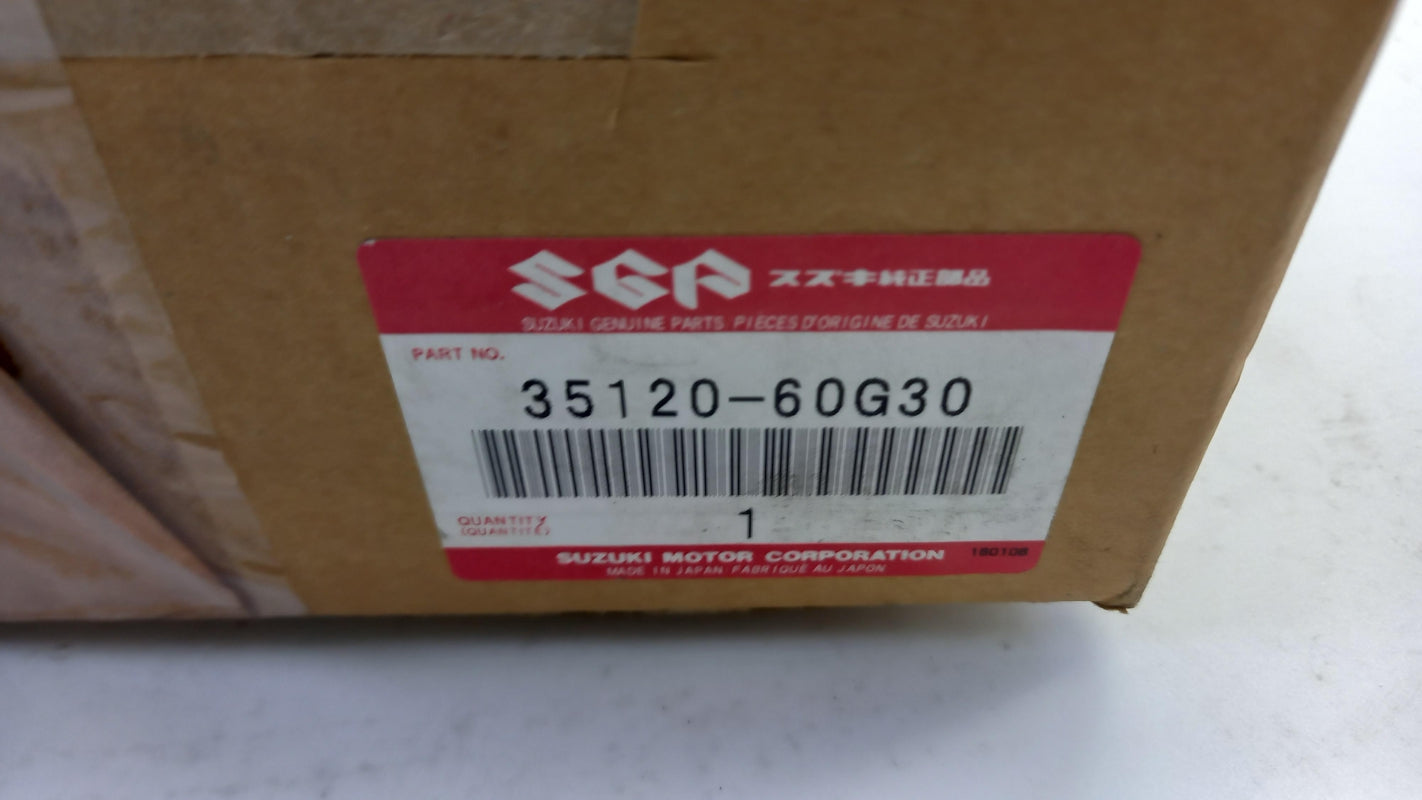 SGP スズキ純正部品
SUZUKI GENUINE PARTS PIÈCES D'ORIGINE DE SUZUKI
PART NO.
35120-60G30
QUANTITY 1
(QUANTITÉ)
SUZUKI MOTOR CORPORATION 160108
MADE IN JAPAN FABRIQUÉ AU JAPON